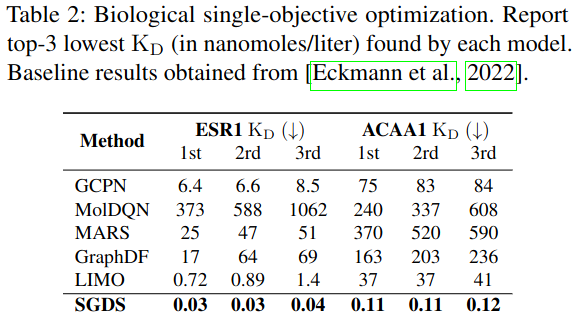 Table 2: Biological single-objective optimization. Report
top-3 lowest K_D (in nanomoles/liter) found by each model.
Baseline results obtained from [Eckmann et al., 2022].
Method ESR1 K_D (↓) ACAA1 K_D (↓)
1st 2rd 3rd 1st 2rd 3rd
GCPN 6.4 6.6 8.5 75 83 84
MolDQN 373 588 1062 240 337 608
MARS 25 47 51 370 520 590
GraphDF 17 64 69 163 203 236
LIMO 0.72 0.89 1.4 37 37 41
SGDS 0.03 0.03 0.04 0.11 0.11 0.12